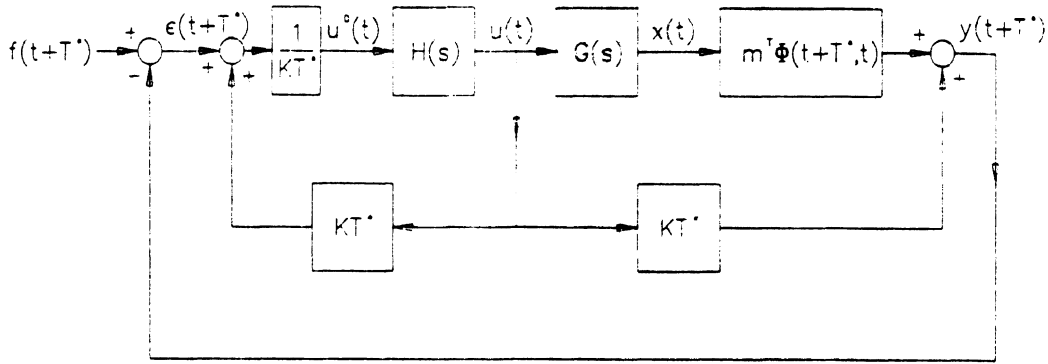 f(t+T*)
+
-
ε(t+T*)
+
+
1
KT*
u°(t)
H(s)
u(t)
G(s)
x(t)
mᵀΦ(t+T*,t)
+
+
y(t+T*)
KT*
KT*